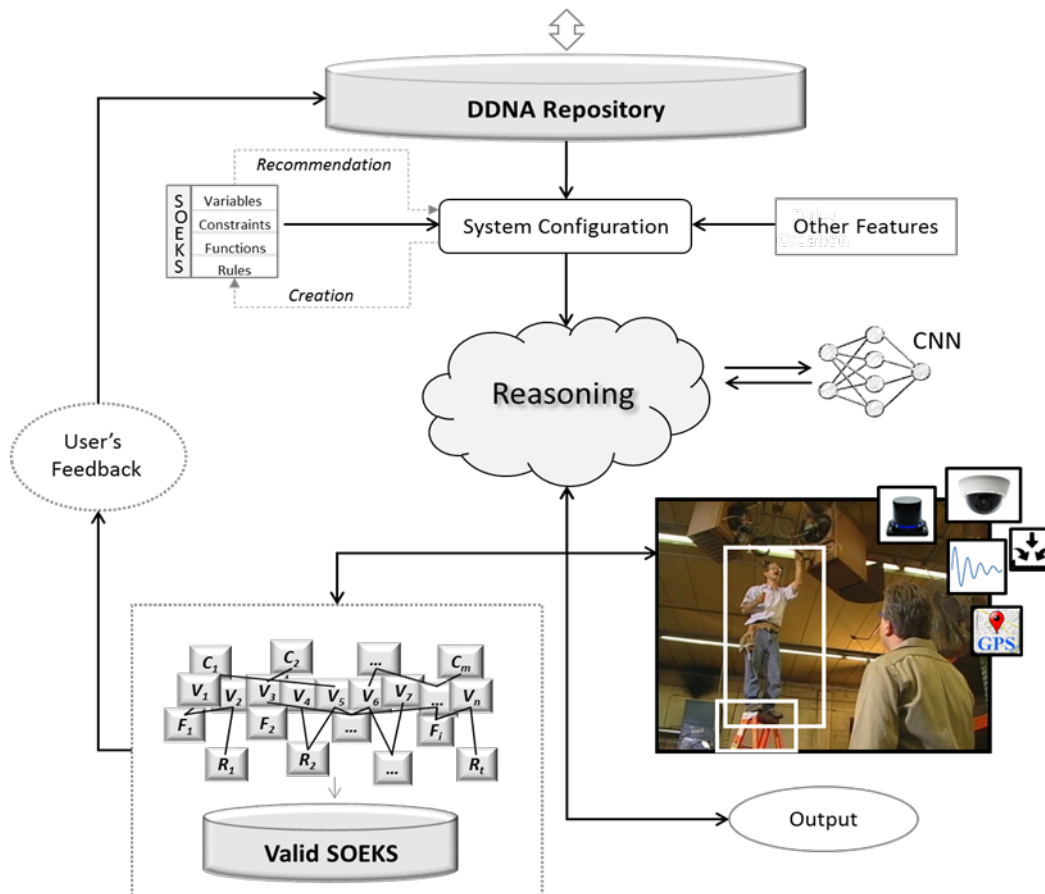 DDNA Repository
Recommendation
SOEKS
Variables
Constraints
Functions
Rules
System Configuration
Other Features
Creation
Reasoning
CNN
User's
Feedback
GPS
C1 C2 ... Cm
V1 V2 V3 V4 V5 V6 V7 ... Vn
F1 F2 ... Fi
R1 R2 ... Rt
Valid SOEKS
Output